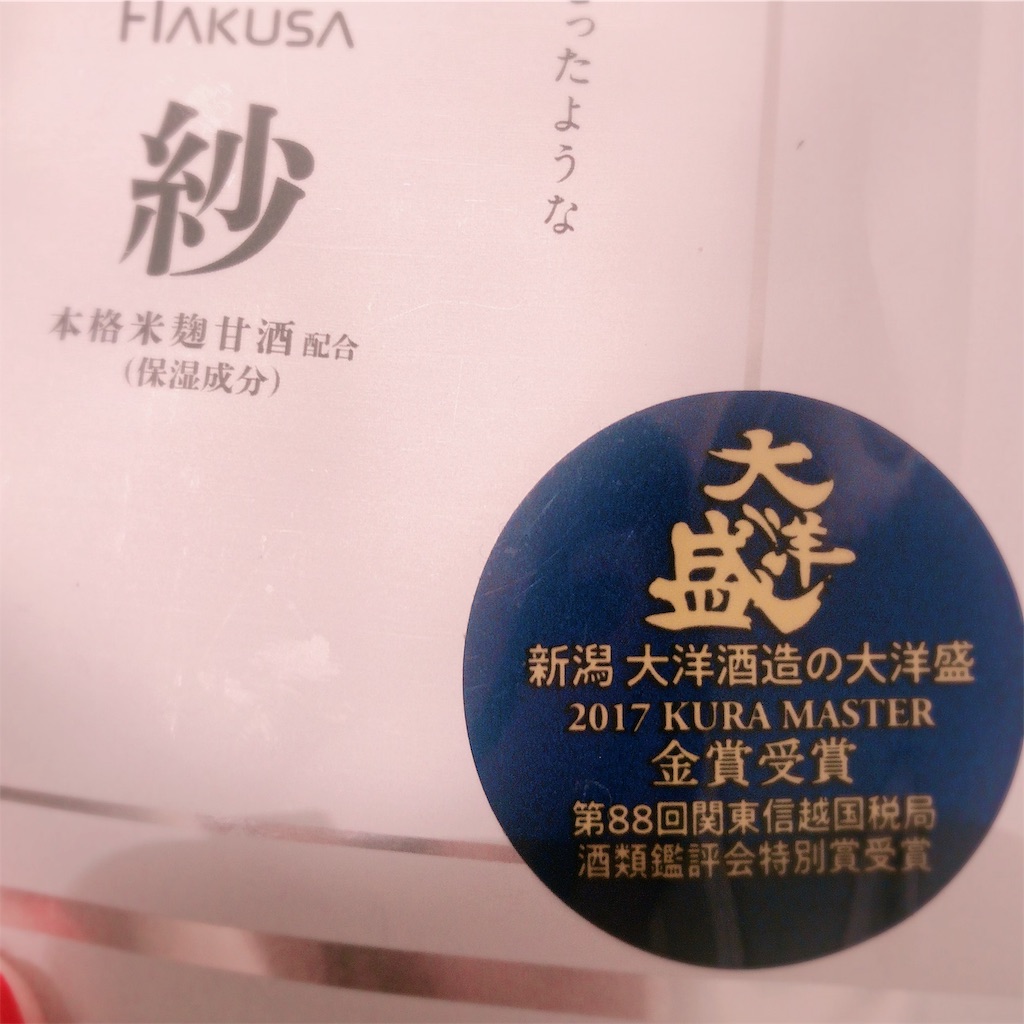 HAKUSA
紗
本格米麹甘酒配合
(保湿成分)
ったような
大洋盛
新潟 大洋酒造の大洋盛
2017 KURA MASTER
金賞受賞
第88回関東信越国税局
酒類鑑評会特別賞受賞